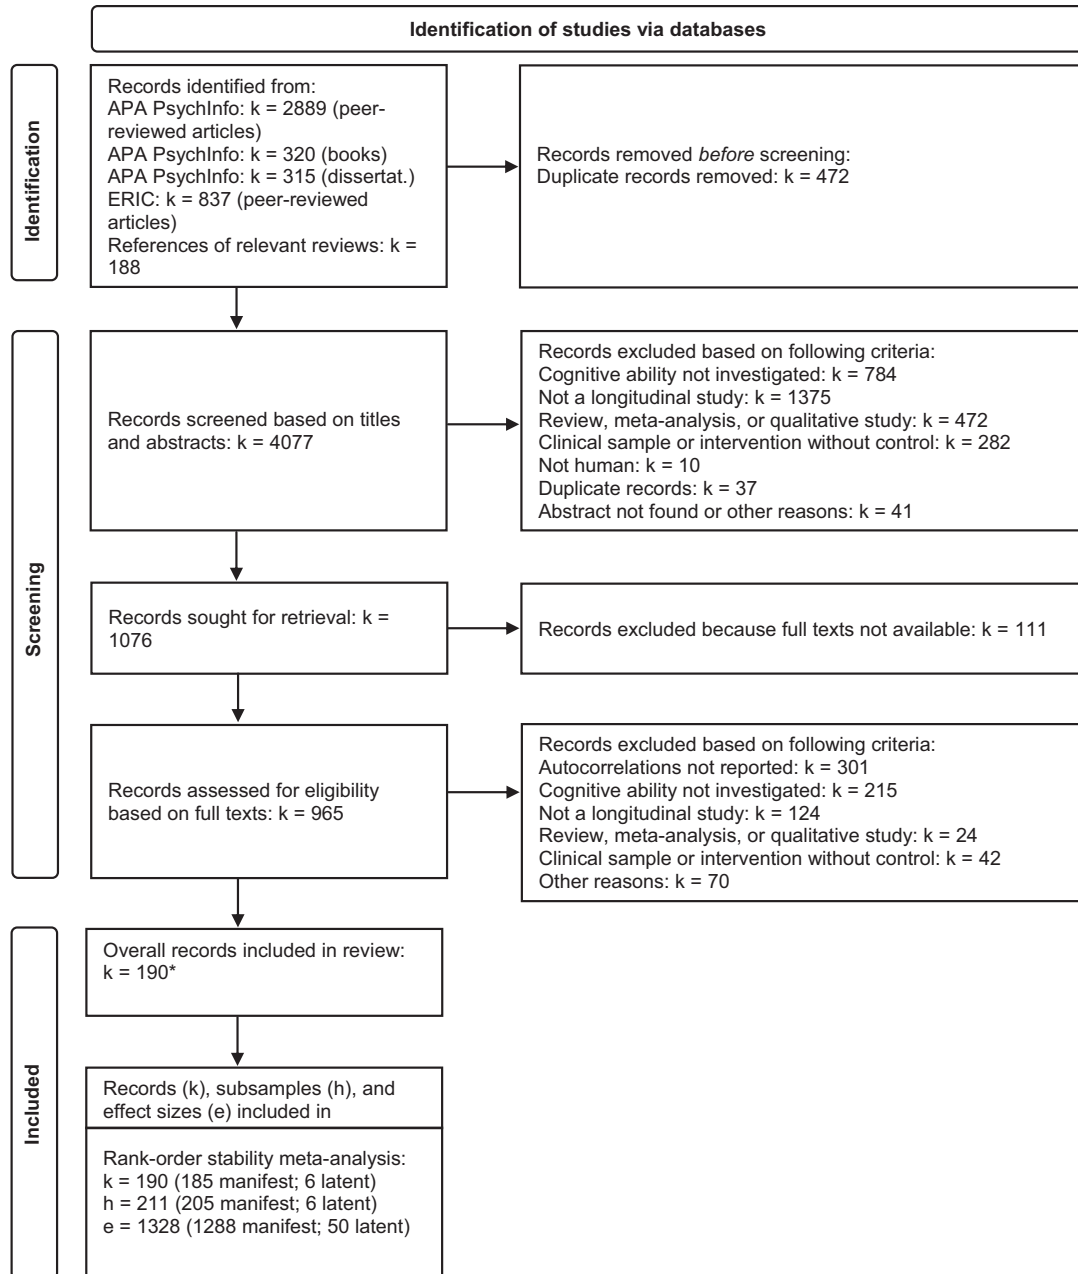 Identification of studies via databases
Identification
Records identified from:
APA PsychInfo: k = 2889 (peer-
reviewed articles)
APA PsychInfo: k = 320 (books)
APA PsychInfo: k = 315 (dissertat.)
ERIC: k = 837 (peer-reviewed
articles)
References of relevant reviews: k =
188
Records removed before screening:
Duplicate records removed: k = 472
Screening
Records screened based on titles
and abstracts: k = 4077
Records excluded based on following criteria:
Cognitive ability not investigated: k = 784
Not a longitudinal study: k = 1375
Review, meta-analysis, or qualitative study: k = 472
Clinical sample or intervention without control: k = 282
Not human: k = 10
Duplicate records: k = 37
Abstract not found or other reasons: k = 41
Records sought for retrieval: k =
1076
Records excluded because full texts not available: k = 111
Records assessed for eligibility
based on full texts: k = 965
Records excluded based on following criteria:
Autocorrelations not reported: k = 301
Cognitive ability not investigated: k = 215
Not a longitudinal study: k = 124
Review, meta-analysis, or qualitative study: k = 24
Clinical sample or intervention without control: k = 42
Other reasons: k = 70
Included
Overall records included in review:
k = 190*
Records (k), subsamples (h), and
effect sizes (e) included in
Rank-order stability meta-analysis:
k = 190 (185 manifest; 6 latent)
h = 211 (205 manifest; 6 latent)
e = 1328 (1288 manifest; 50 latent)